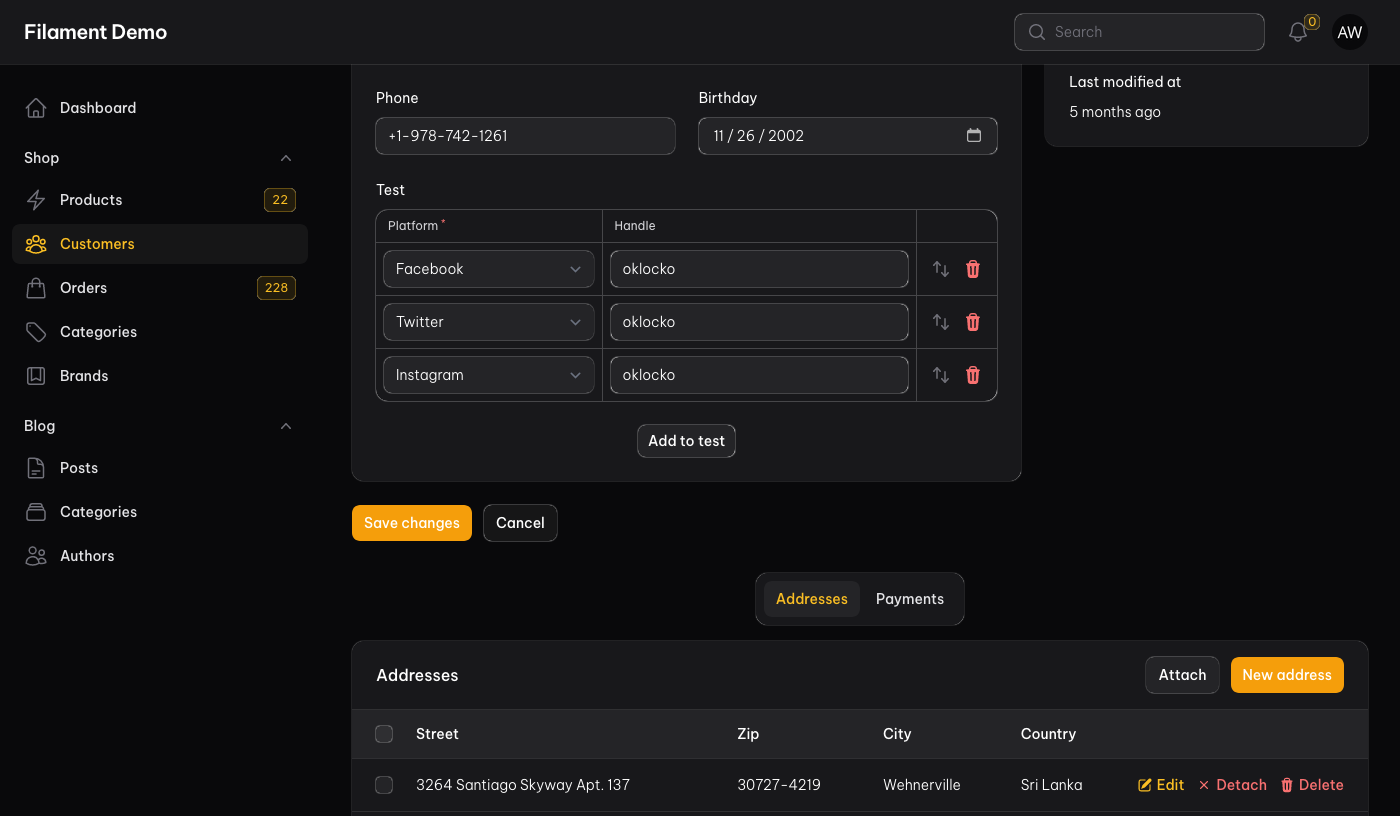 Filament Demo
Search
0
AW
Dashboard
Shop
Products
22
Customers
Orders
228
Categories
Brands
Blog
Posts
Categories
Authors
Phone
Birthday
+1-978-742-1261
11 / 26 / 2002
Test
Platform * Handle
Facebook oklocko
Twitter oklocko
Instagram oklocko
Add to test
Save changes Cancel
Last modified at
5 months ago
Addresses Payments
Addresses
Attach New address
Street Zip City Country
3264 Santiago Skyway Apt. 137 30727-4219 Wehnerville Sri Lanka Edit Detach Delete